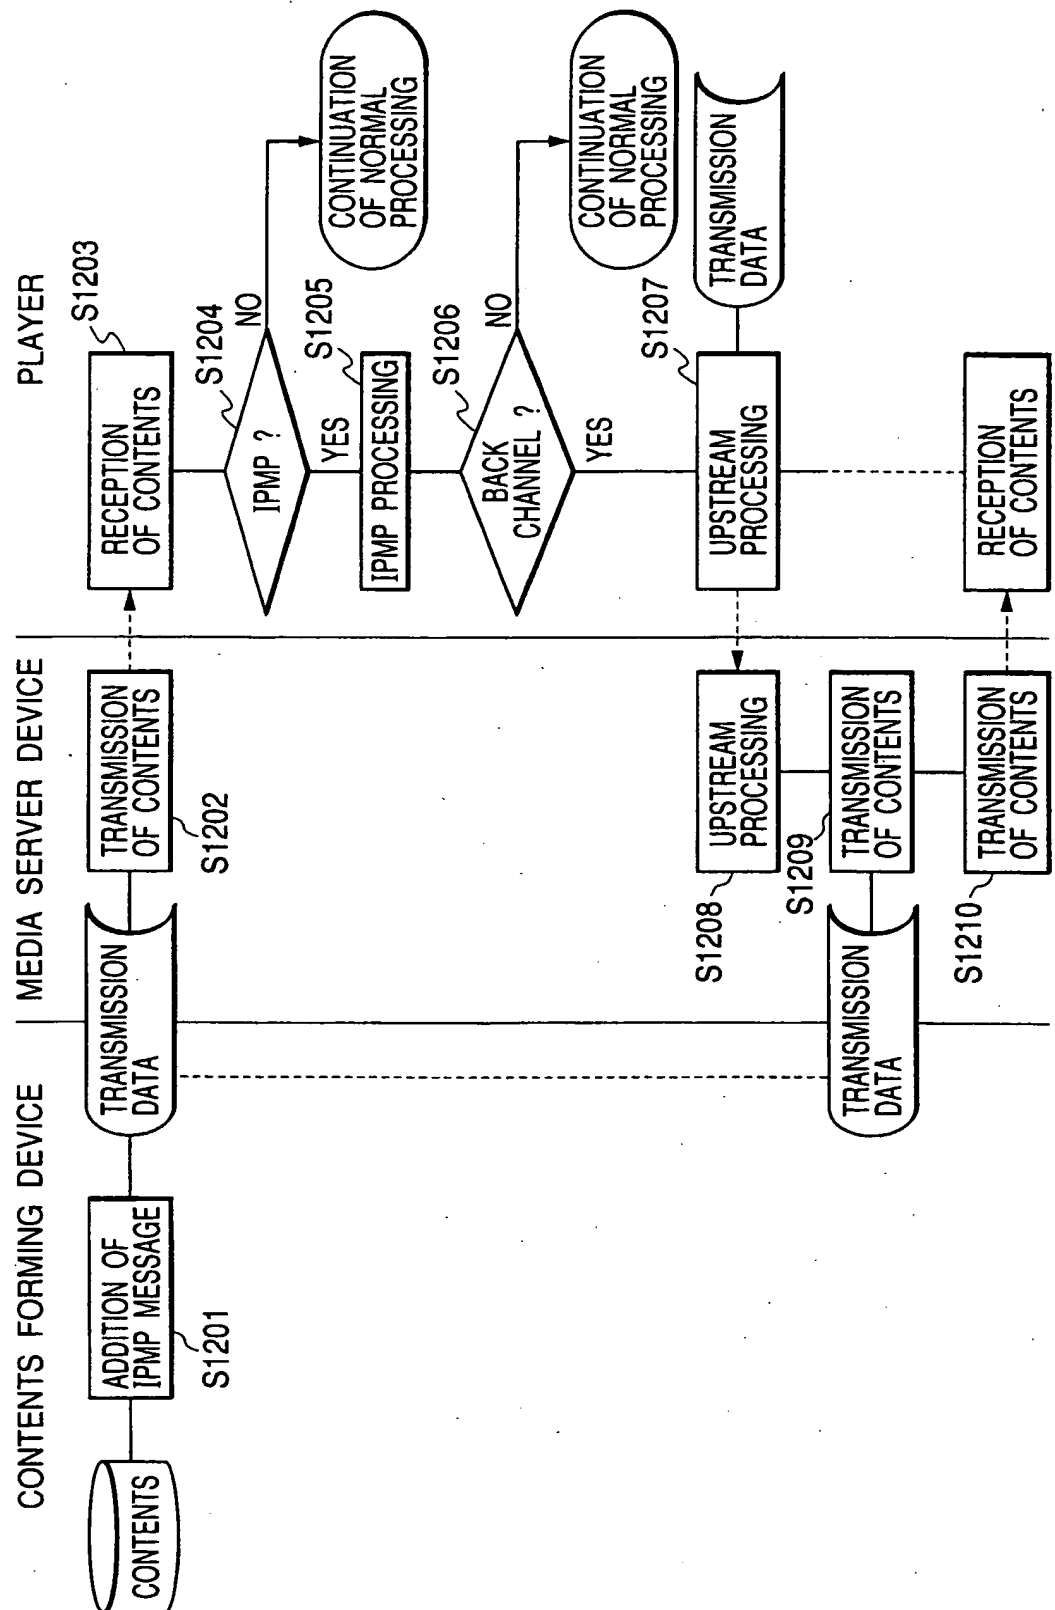 CONTENTS FORMING DEVICE
MEDIA SERVER DEVICE
PLAYER
CONTENTS
ADDITION OF
IPMP MESSAGE
S1201
TRANSMISSION
DATA
TRANSMISSION
OF CONTENTS
S1202
RECEPTION
OF CONTENTS
S1203
IPMP ?
S1204
NO
CONTINUATION
OF NORMAL
PROCESSING
YES
IPMP PROCESSING
S1205
BACK
CHANNEL ?
S1206
NO
CONTINUATION
OF NORMAL
PROCESSING
YES
UPSTREAM
PROCESSING
S1207
TRANSMISSION
DATA
UPSTREAM
PROCESSING
S1208
TRANSMISSION
DATA
TRANSMISSION
OF CONTENTS
S1209
TRANSMISSION
OF CONTENTS
S1210
RECEPTION
OF CONTENTS